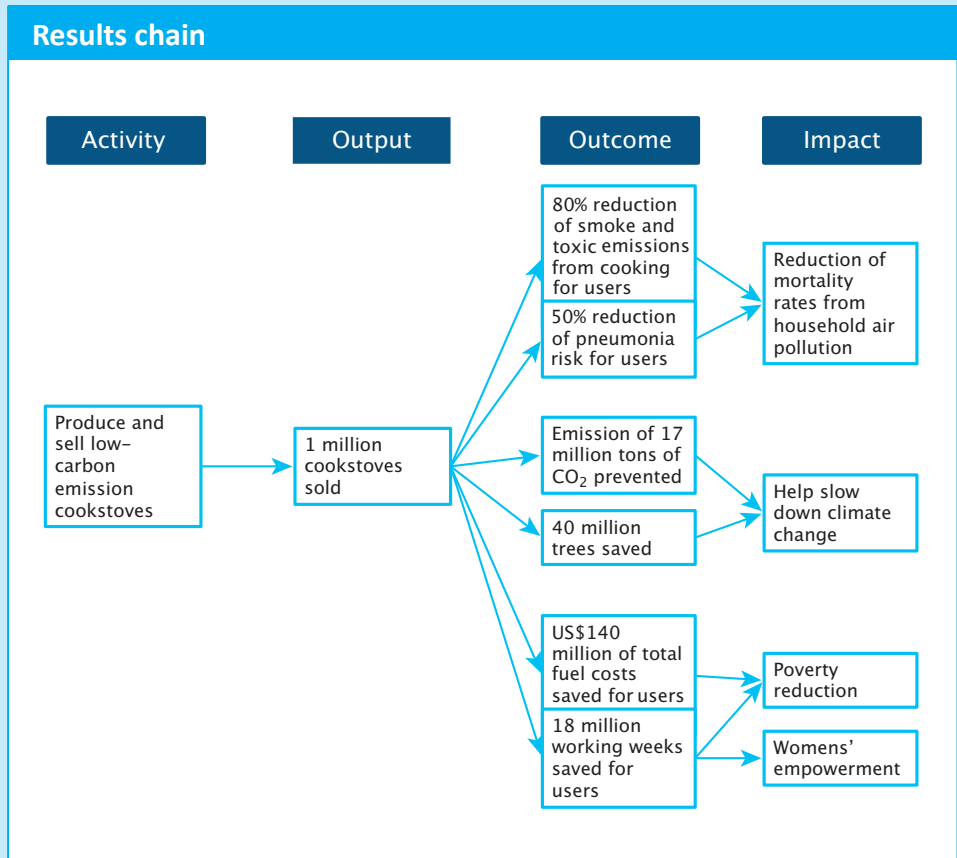 Results chain
Activity
Output
Outcome
Impact
Produce and
sell low–
carbon
emission
cookstoves
1 million
cookstoves
sold
80% reduction
of smoke and
toxic emissions
from cooking
for users
50% reduction
of pneumonia
risk for users
Emission of 17
million tons of
CO₂ prevented
40 million
trees saved
US$140
million of total
fuel costs
saved for users
18 million
working weeks
saved for
users
Reduction of
mortality
rates from
household air
pollution
Help slow
down climate
change
Poverty
reduction
Womens'
empowerment